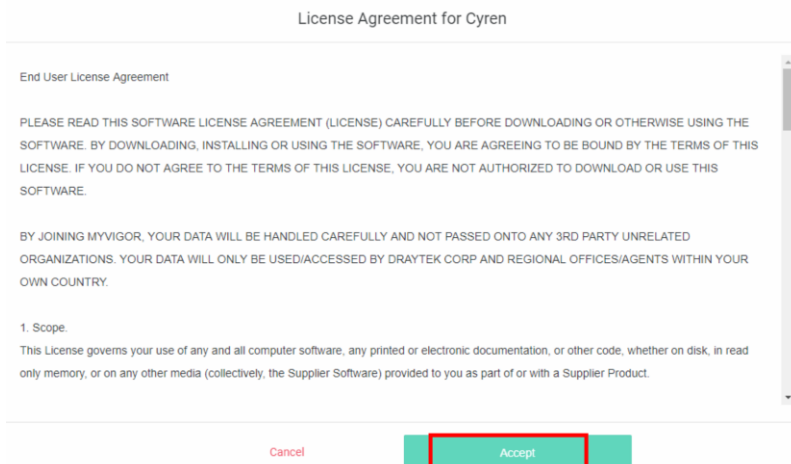 License Agreement for Cyren
End User License Agreement
PLEASE READ THIS SOFTWARE LICENSE AGREEMENT (LICENSE) CAREFULLY BEFORE DOWNLOADING OR OTHERWISE USING THE
SOFTWARE. BY DOWNLOADING, INSTALLING OR USING THE SOFTWARE, YOU ARE AGREEING TO BE BOUND BY THE TERMS OF THIS
LICENSE. IF YOU DO NOT AGREE TO THE TERMS OF THIS LICENSE, YOU ARE NOT AUTHORIZED TO DOWNLOAD OR USE THIS
SOFTWARE.
BY JOINING MYVIGOR, YOUR DATA WILL BE HANDLED CAREFULLY AND NOT PASSED ONTO ANY 3RD PARTY UNRELATED
ORGANIZATIONS. YOUR DATA WILL ONLY BE USED/ACCESSED BY DRAYTEK CORP AND REGIONAL OFFICES/AGENTS WITHIN YOUR
OWN COUNTRY.
1. Scope.
This License governs your use of any and all computer software, any printed or electronic documentation, or other code, whether on disk, in read
only memory, or on any other media (collectively, the Supplier Software) provided to you as part of or with a Supplier Product.
Cancel
Accept